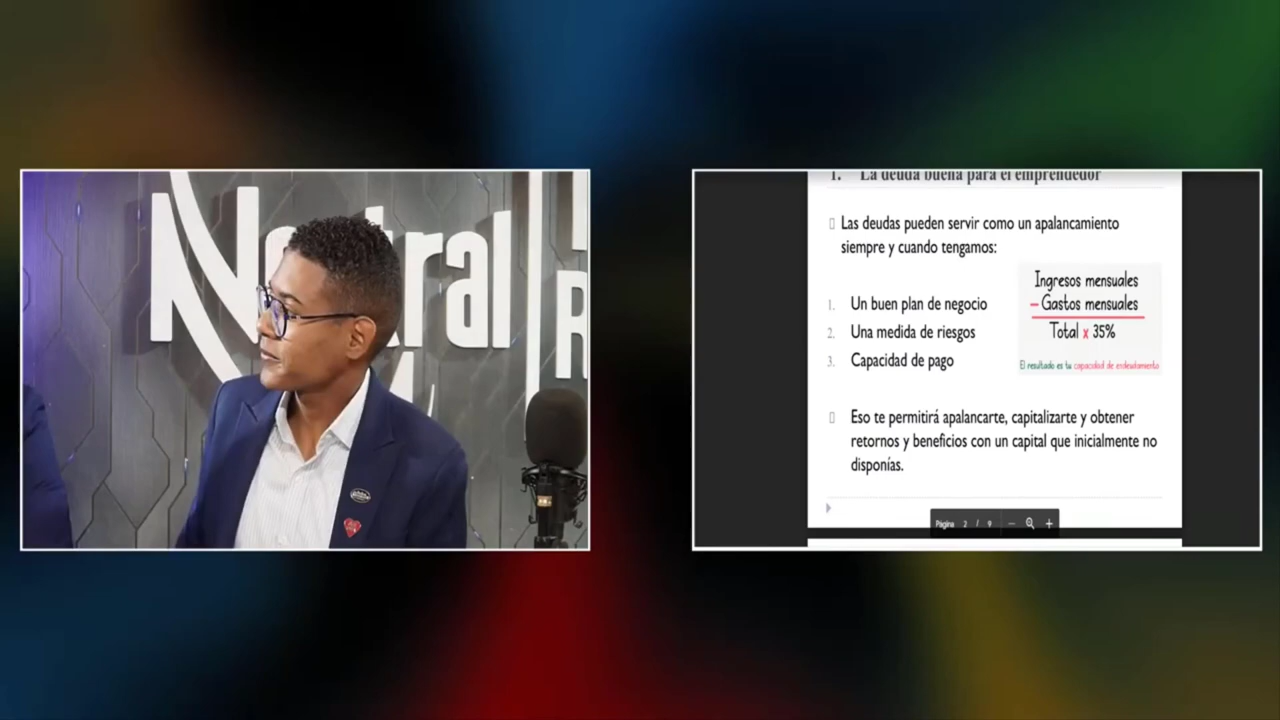 Neutral
R
1. La deuda buena para el emprendedor
Las deudas pueden servir como un apalancamiento
siempre y cuando tengamos:
1. Un buen plan de negocio
2. Una medida de riesgos
3. Capacidad de pago
Ingresos mensuales
– Gastos mensuales
Total x 35%
El resultado es tu capacidad de endeudamiento
Eso te permitirá apalancarte, capitalizarte y obtener
retornos y beneficios con un capital que inicialmente no
disponías.
Página 2 / 9